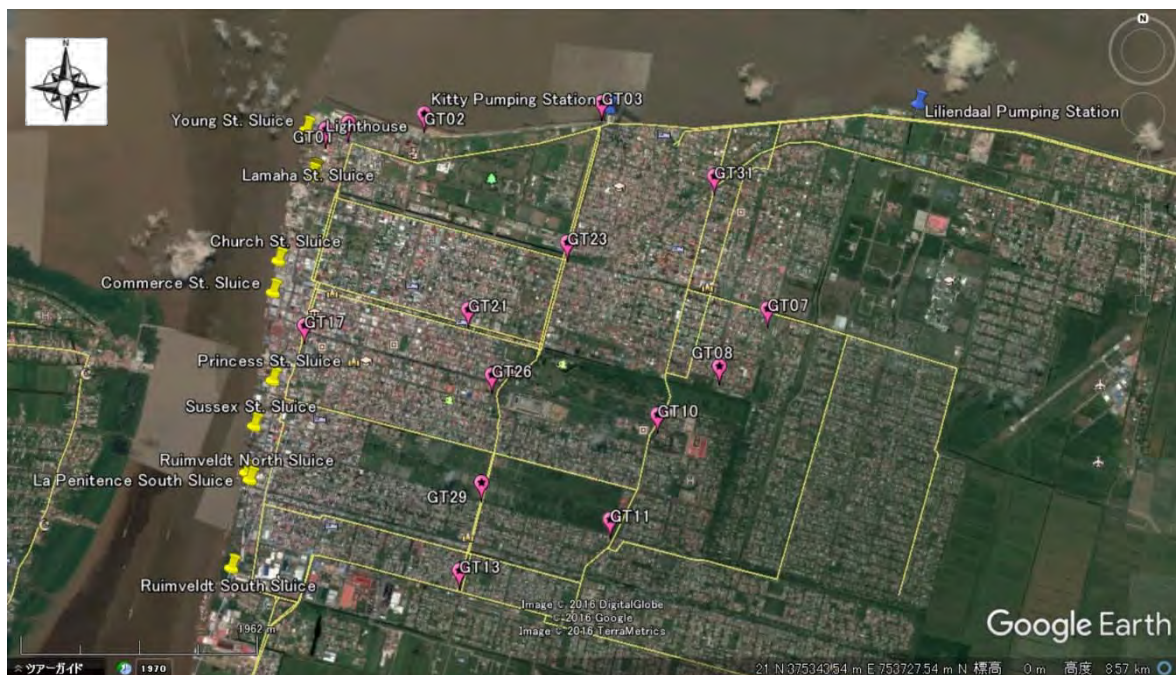 N
N
Kitty Pumping Station
GT03
Young St. Sluice
GT02
Liliendaal Pumping Station
GT01
Lighthouse
Lamaha St. Sluice
GT31
Church St. Sluice
GT23
Commerce St. Sluice
GT21
GT07
GT17
Princess St. Sluice
GT08
GT26
Sussex St. Sluice
GT10
Ruimveldt North Sluice
La Penitence South Sluice
GT29
GT11
GT13
Ruimveldt South Sluice
Image © 2016 DigitalGlobe
© 2016 Google
Image © 2016 TerraMetrics
Google Earth
1962 m
ツアーガイド
1970
21 N 375343.54 m E 753727.54 m N 標高 0 m 高度 8.57 km